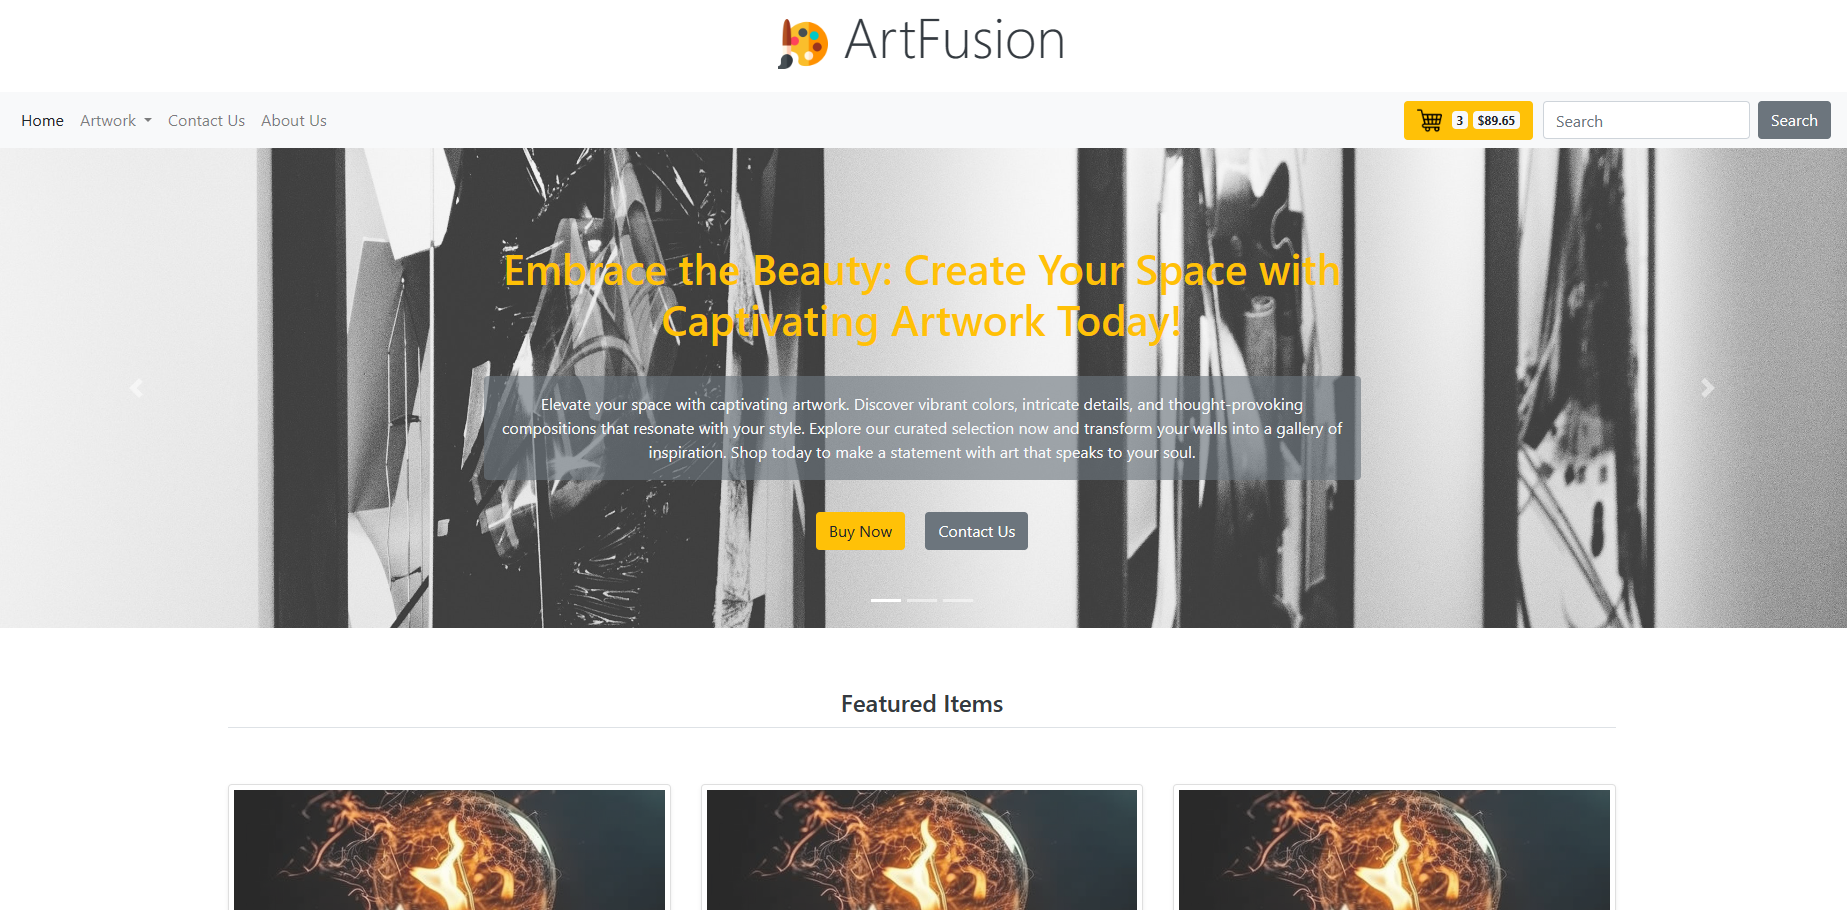 ArtFusion
Home Artwork Contact Us About Us 3 $89.65 Search Search
Embrace the Beauty: Create Your Space with
Captivating Artwork Today!
Elevate your space with captivating artwork. Discover vibrant colors, intricate details, and thought-provoking
compositions that resonate with your style. Explore our curated selection now and transform your walls into a gallery of
inspiration. Shop today to make a statement with art that speaks to your soul.
Buy Now Contact Us
Featured Items